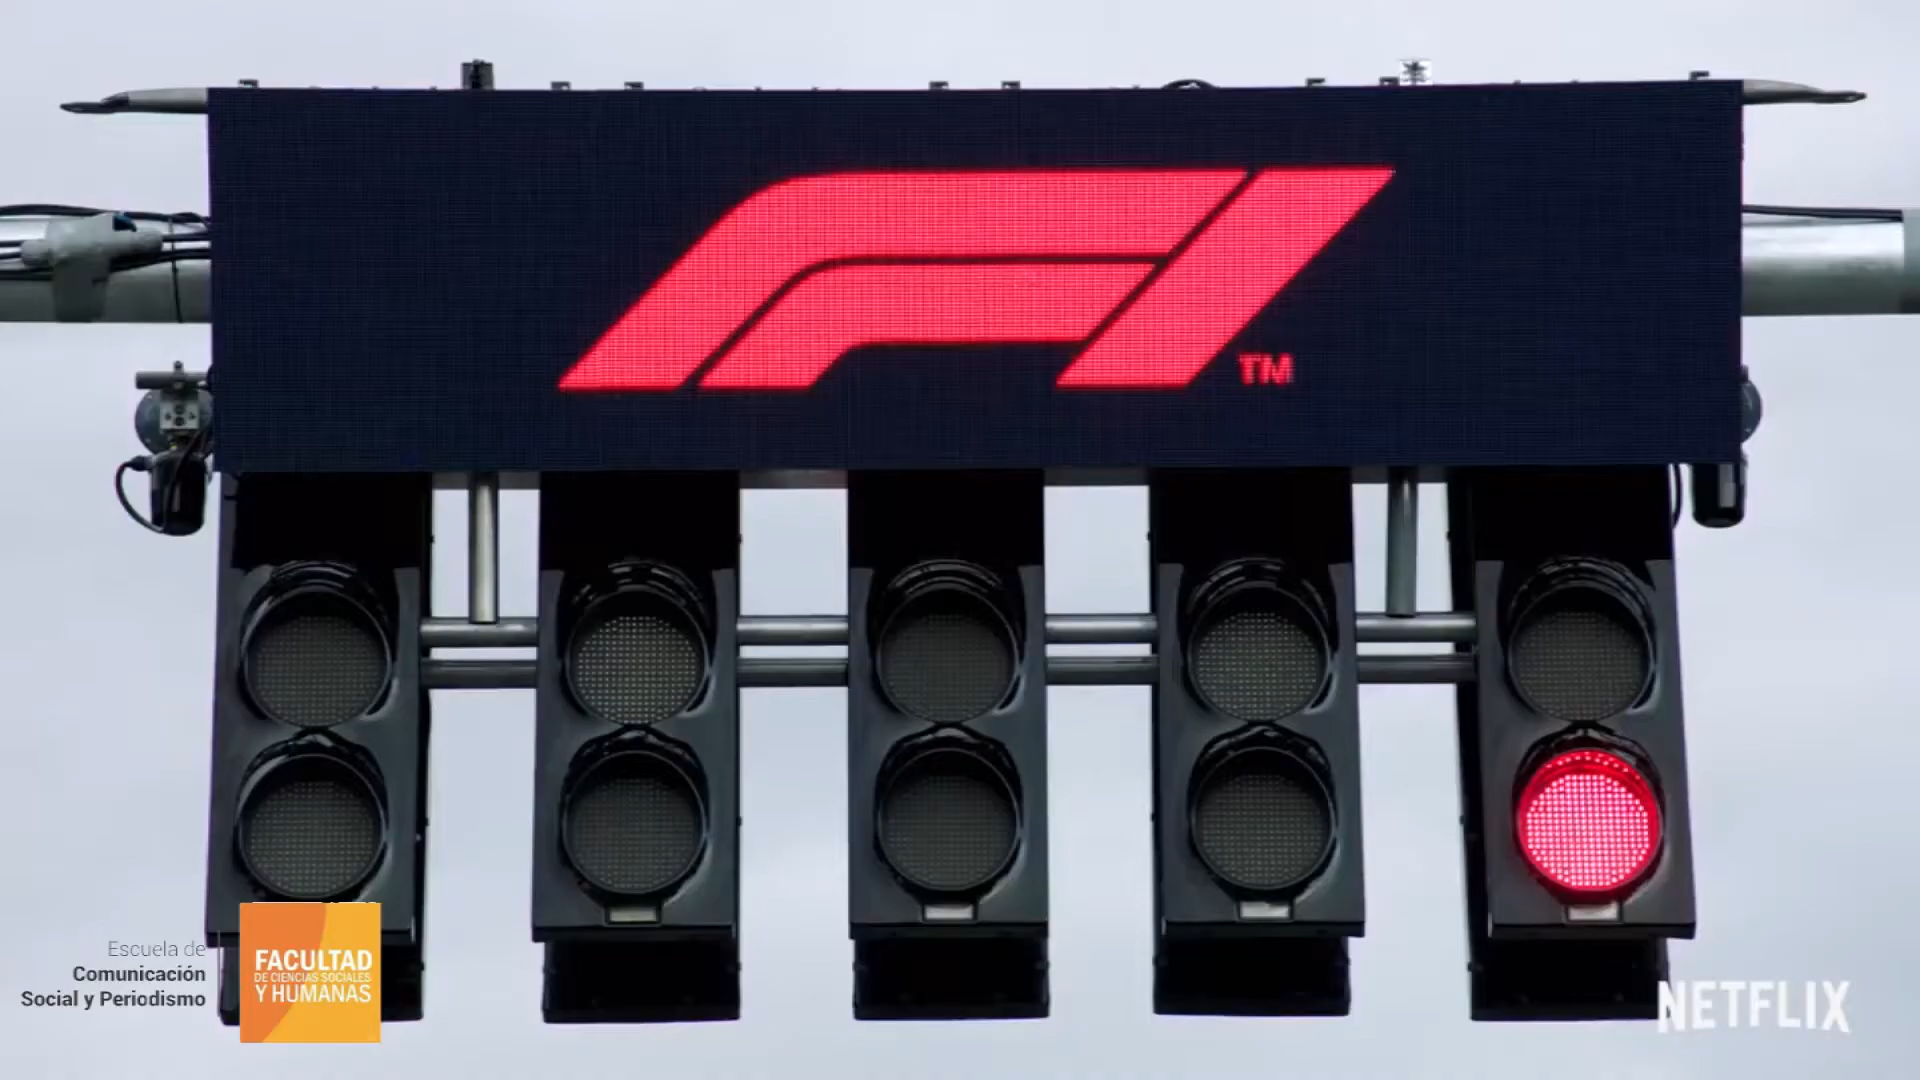 F1
TM
Escuela de
Comunicación
Social y Periodismo
FACULTAD
DE CIENCIAS SOCIALES
Y HUMANAS
NETFLIX